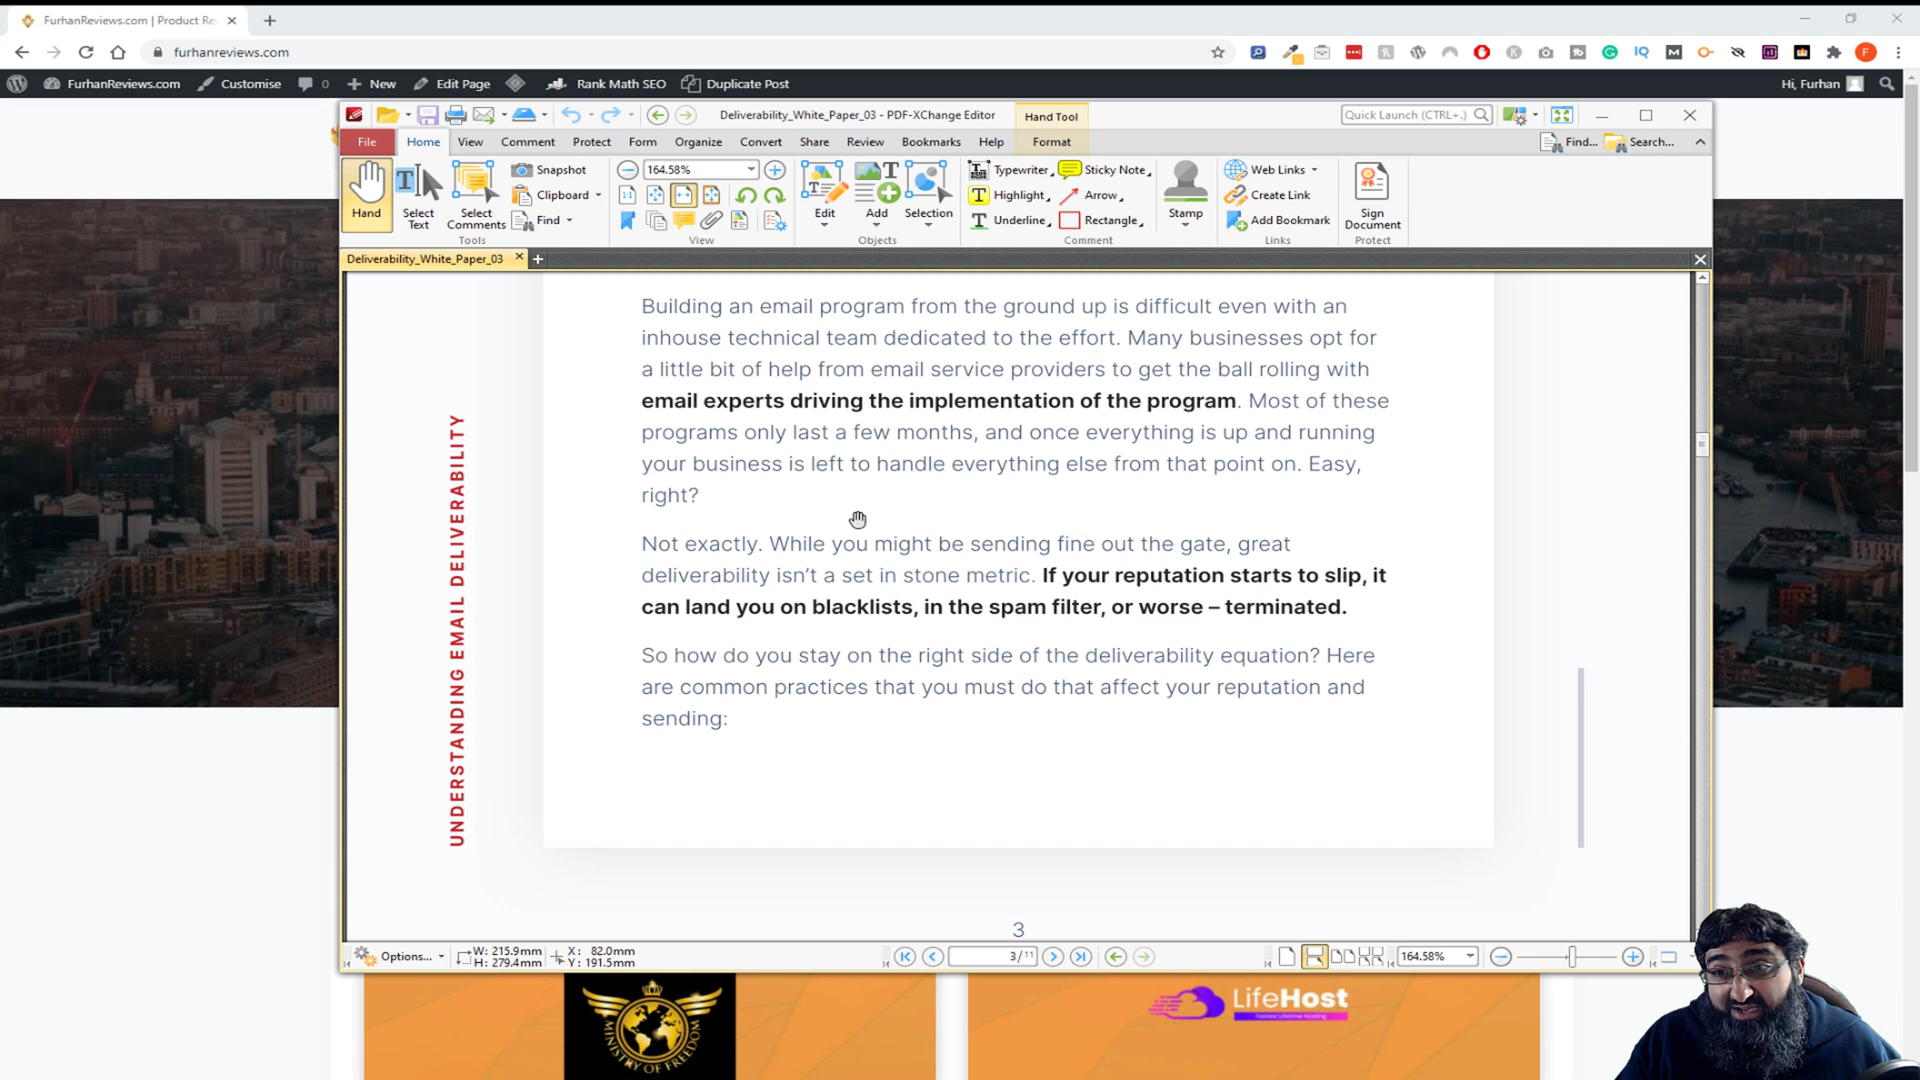 FurhanReviews.com | Product Re
furhanreviews.com
FurhanReviews.com Customise 0 New Edit Page Rank Math SEO Duplicate Post Hi, Furhan
Deliverability_White_Paper_03 - PDF-XChange Editor Hand Tool Quick Launch (CTRL+.)
File Home View Comment Form Protect Share Review Bookmarks Help Format Find... Search...
Organize Convert
Hand
Select Text
Select Comments
Tools
Snapshot
Clipboard
Find
164.58%
View
Edit
Add
Selection
Objects
Typewriter Sticky Note
Highlight Arrow
Underline Rectangle
Comment
Stamp
Web Links
Create Link
Add Bookmark
Links
Sign Document
Protect
Deliverability_White_Paper_03
UNDERSTANDING EMAIL DELIVERABILITY
Building an email program from the ground up is difficult even with an
inhouse technical team dedicated to the effort. Many businesses opt for
a little bit of help from email service providers to get the ball rolling with
email experts driving the implementation of the program. Most of these
programs only last a few months, and once everything is up and running
your business is left to handle everything else from that point on. Easy,
right?
Not exactly. While you might be sending fine out the gate, great
deliverability isn't a set in stone metric. If your reputation starts to slip, it
can land you on blacklists, in the spam filter, or worse – terminated.
So how do you stay on the right side of the deliverability equation? Here
are common practices that you must do that affect your reputation and
sending:
3
Options...
W: 215.9mm
H: 279.4mm
X: 82.0mm
Y: 191.5mm
3/11
164.58%
MINISTRY OF FREEDOM
LifeHost
Fastest Lifetime Hosting